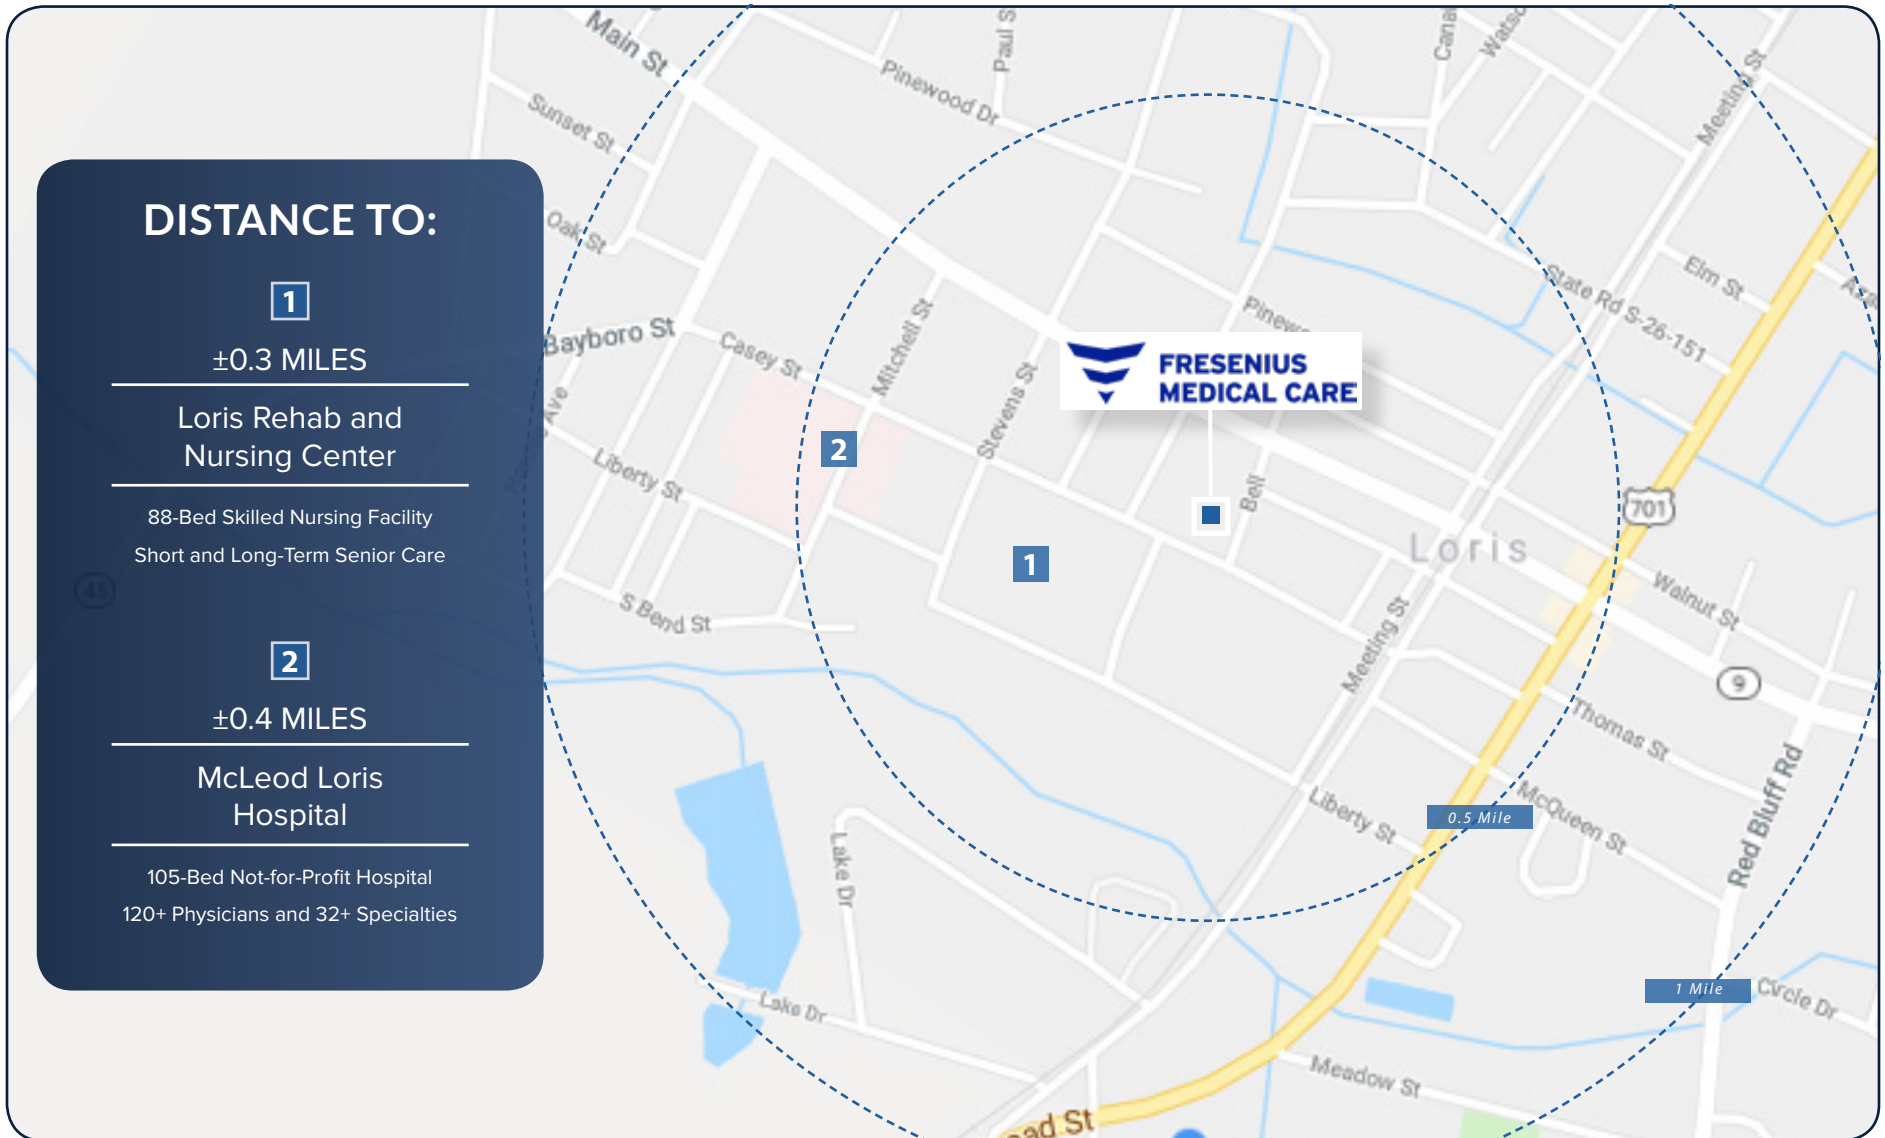 DISTANCE TO:
1
±0.3 MILES
Loris Rehab and
Nursing Center
88-Bed Skilled Nursing Facility
Short and Long-Term Senior Care
45
2
±0.4 MILES
McLeod Loris
Hospital
105-Bed Not-for-Profit Hospital
120+ Physicians and 32+ Specialties
Main St
Paul S
Pinewood Dr
Sunset St
Oak St
Meeting St
Elm St
State Rd S-26-151
Bayboro St
Casey St
Mitchell St
Stevens St
Pinew
FRESENIUS
MEDICAL CARE
Ave
2
Liberty St
Bell
701
Loris
1
Walnut St
S Bend St
Meeting St
9
Thomas St
Liberty St
0.5 Mile
McQueen St
Red Bluff Rd
Lake Dr
Lake Dr
1 Mile
Circle Dr
Meadow St
ad St